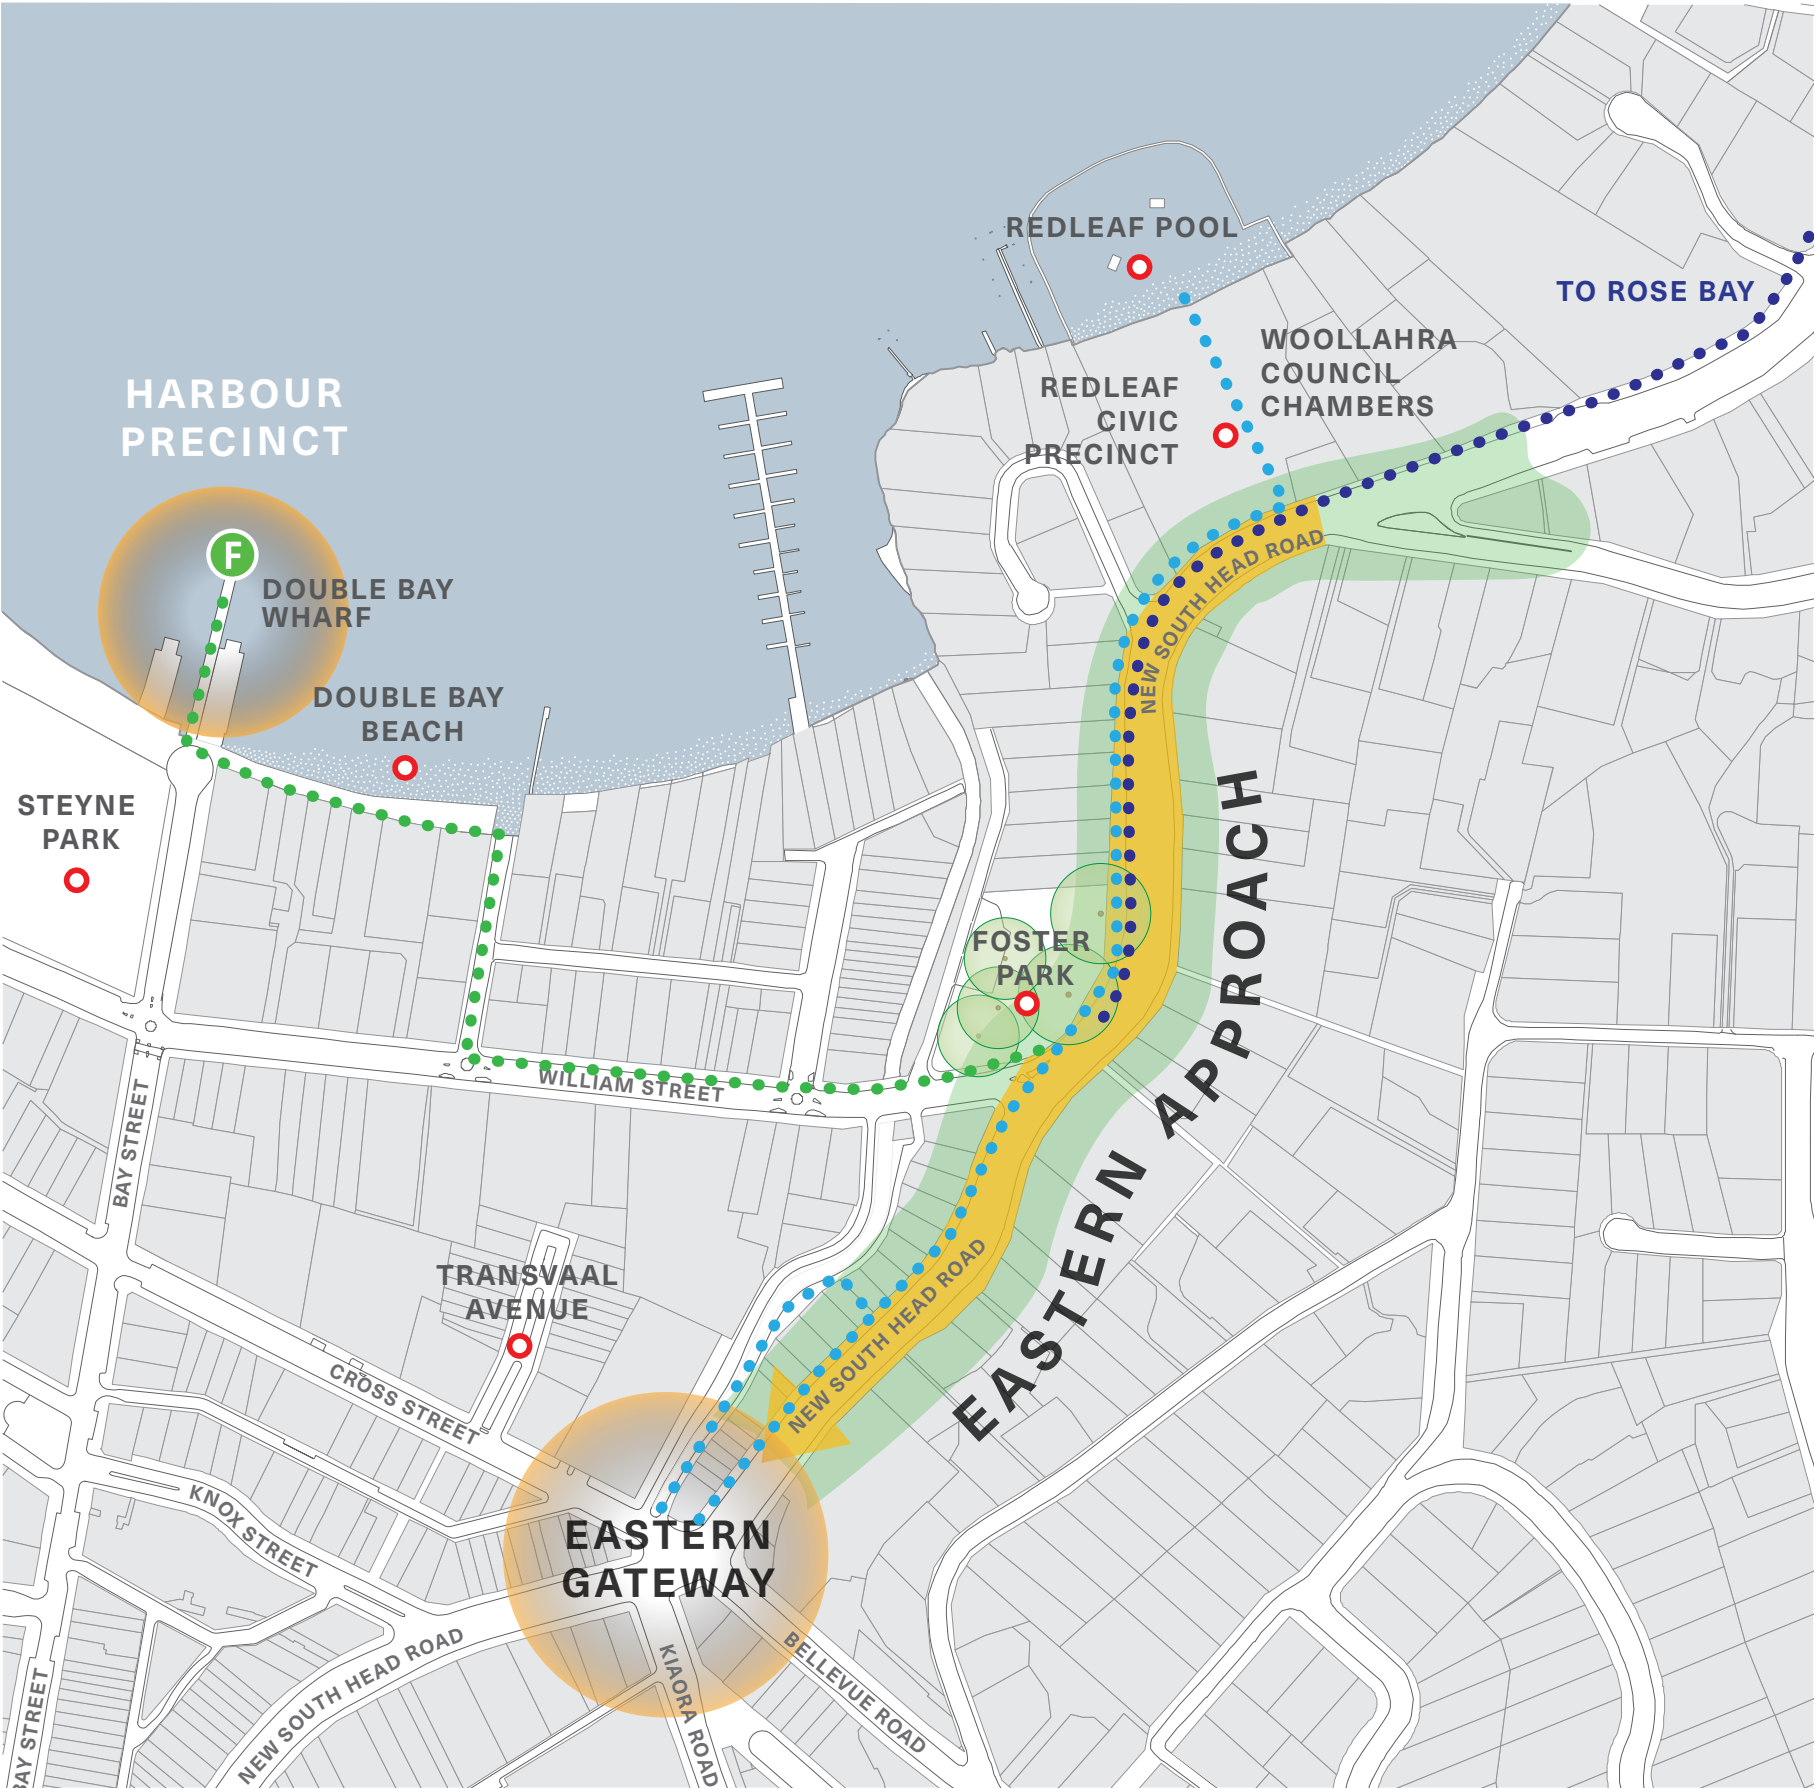 REDLEAF POOL
TO ROSE BAY
WOOLLAHRA
COUNCIL
CHAMBERS
REDLEAF
CIVIC
PRECINCT
HARBOUR
PRECINCT
F
DOUBLE BAY
WHARF
NEW SOUTH HEAD ROAD
DOUBLE BAY
BEACH
STEYNE
PARK
FOSTER
PARK
EASTERN APPROACH
WILLIAM STREET
BAY STREET
TRANSVAAL
AVENUE
NEW SOUTH HEAD ROAD
CROSS STREET
KNOX STREET
EASTERN
GATEWAY
NEW SOUTH HEAD ROAD
KIAORA ROAD
BELLEVUE ROAD
BAY STREET